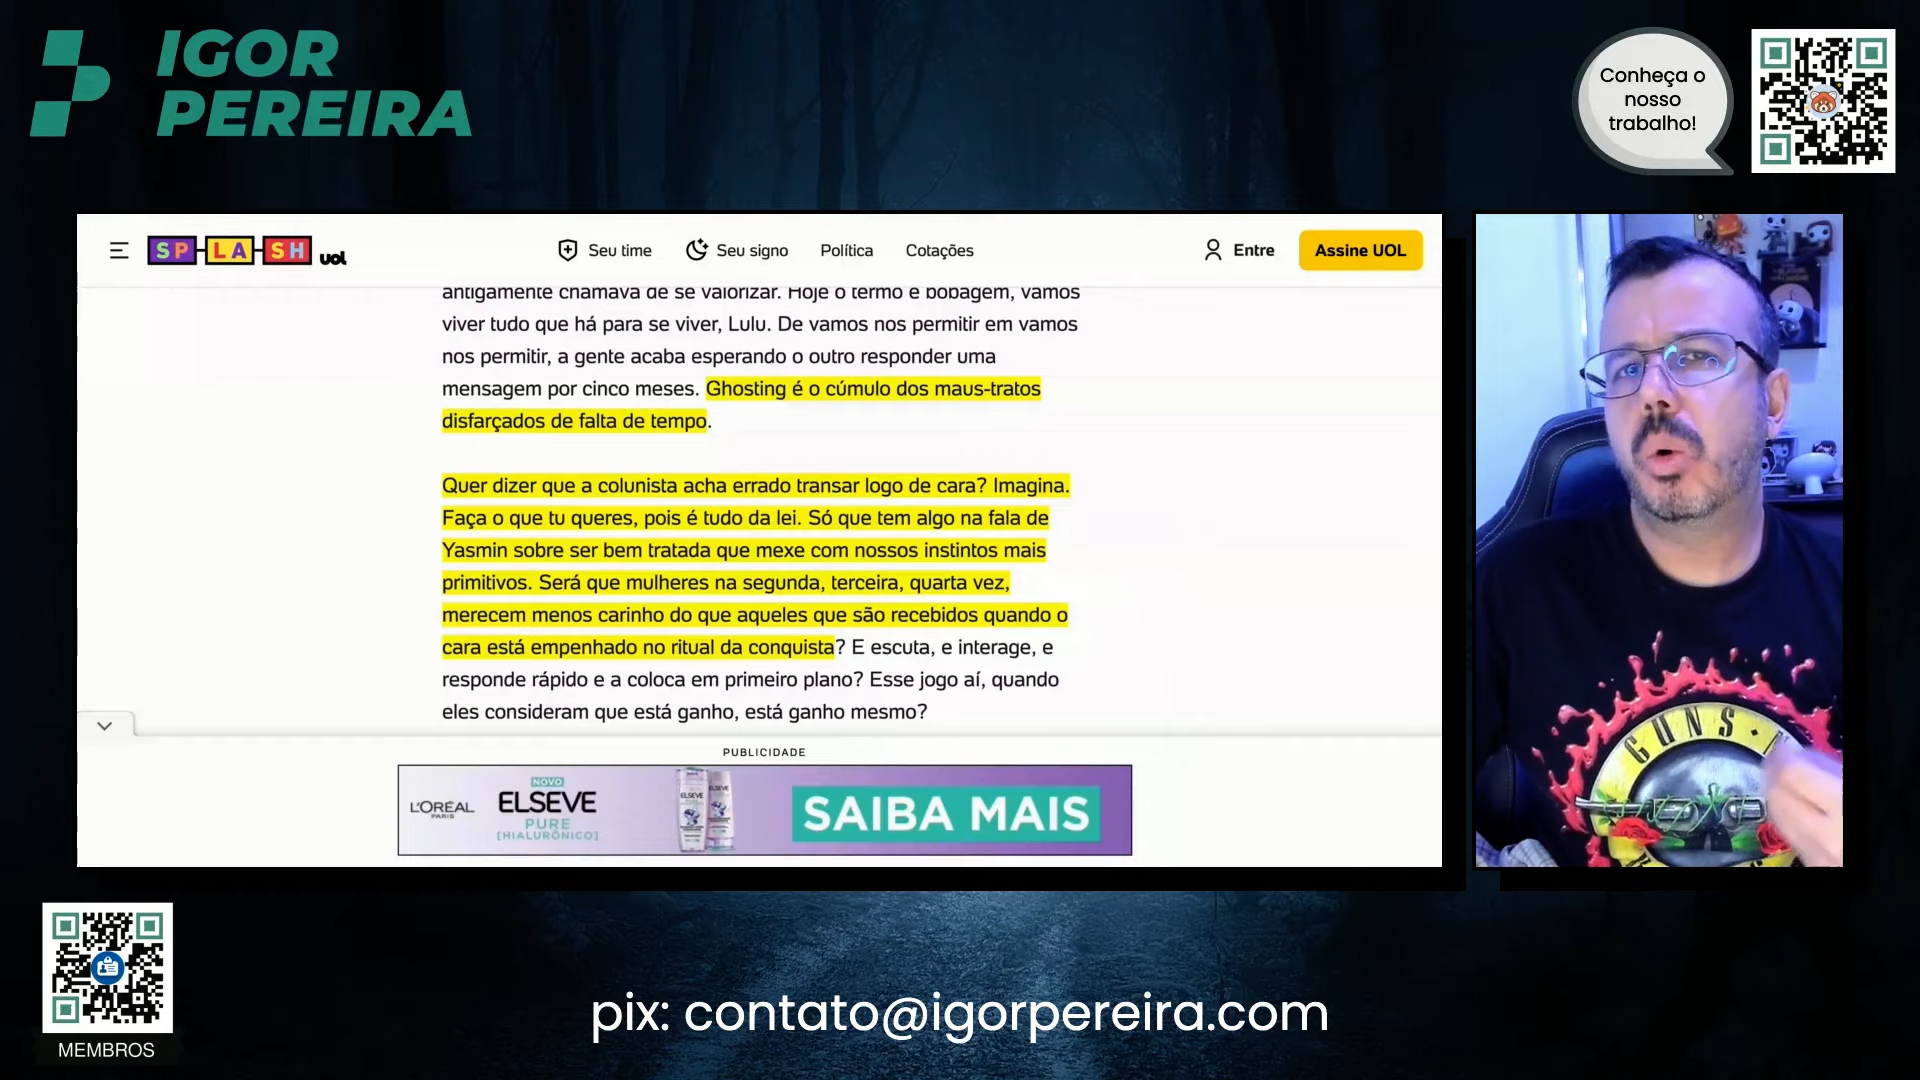 IGOR
PEREIRA
Conheça o
nosso
trabalho!
SPLASH uol
Seu time
Seu signo
Política
Cotações
Entre
Assine UOL
antigamente chamava de se valorizar. Hoje o termo é bobagem, vamos
viver tudo que há para se viver, Lulu. De vamos nos permitir em vamos
nos permitir, a gente acaba esperando o outro responder uma
mensagem por cinco meses. Ghosting é o cúmulo dos maus-tratos
disfarçados de falta de tempo.
Quer dizer que a colunista acha errado transar logo de cara? Imagina.
Faça o que tu queres, pois é tudo da lei. Só que tem algo na fala de
Yasmin sobre ser bem tratada que mexe com nossos instintos mais
primitivos. Será que mulheres na segunda, terceira, quarta vez,
merecem menos carinho do que aqueles que são recebidos quando o
cara está empenhado no ritual da conquista? E escuta, e interage, e
responde rápido e a coloca em primeiro plano? Esse jogo aí, quando
eles consideram que está ganho, está ganho mesmo?
PUBLICIDADE
L'ORÉAL
PARIS
NOVO
ELSEVE
PURE
[HIALURÔNICO]
ELSEVE
ELSEVE
SAIBA MAIS
GUNS
MEMBROS
pix: contato@igorpereira.com